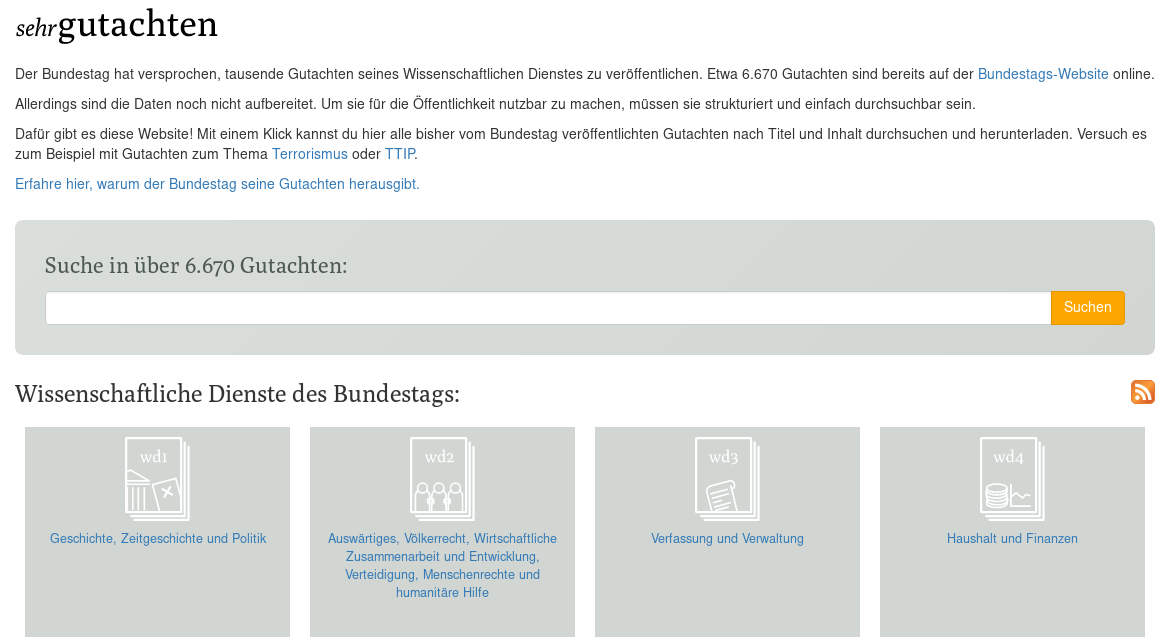 sehrgutachten
Der Bundestag hat versprochen, tausende Gutachten seines Wissenschaftlichen Dienstes zu veröffentlichen. Etwa 6.670 Gutachten sind bereits auf der Bundestags-Website online.
Allerdings sind die Daten noch nicht aufbereitet. Um sie für die Öffentlichkeit nutzbar zu machen, müssen sie strukturiert und einfach durchsuchbar sein.
Dafür gibt es diese Website! Mit einem Klick kannst du hier alle bisher vom Bundestag veröffentlichten Gutachten nach Titel und Inhalt durchsuchen und herunterladen. Versuch es
zum Beispiel mit Gutachten zum Thema Terrorismus oder TTIP.
Erfahre hier, warum der Bundestag seine Gutachten herausgibt.
Suche in über 6.670 Gutachten:
Suchen
Wissenschaftliche Dienste des Bundestags:
wd1
Geschichte, Zeitgeschichte und Politik
wd2
Auswärtiges, Völkerrecht, Wirtschaftliche
Zusammenarbeit und Entwicklung,
Verteidigung, Menschenrechte und
humanitäre Hilfe
wd3
Verfassung und Verwaltung
wd4
Haushalt und Finanzen